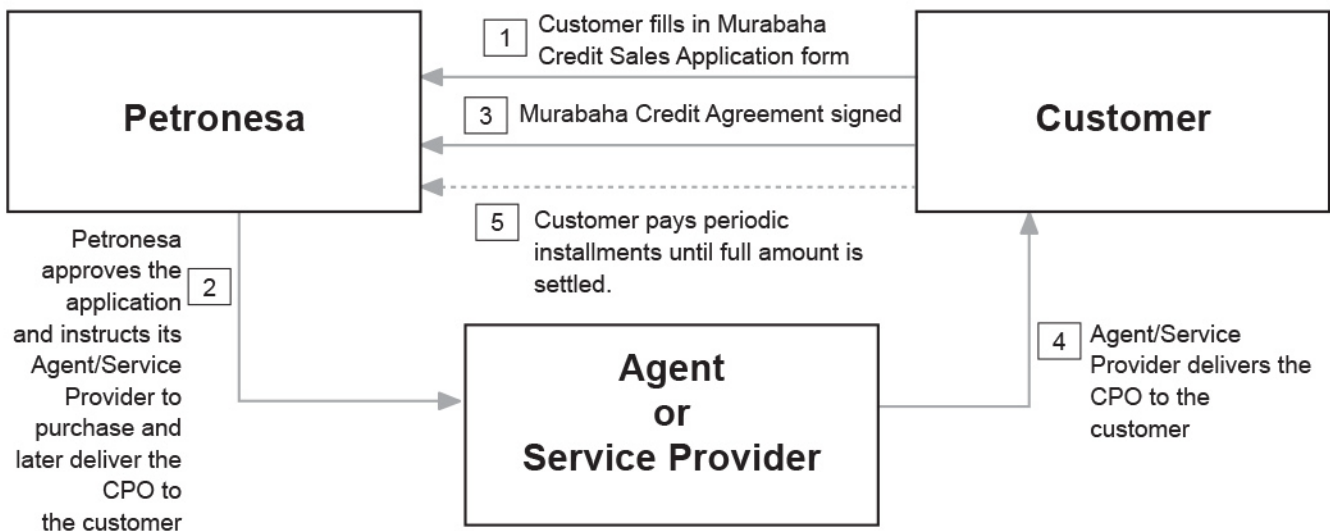 1
Customer fills in Murabaha
Credit Sales Application form
Petronesa
3
Murabaha Credit Agreement signed
Customer
5
Customer pays periodic
installments until full amount is
settled.
Petronesa
approves the
application
and instructs its
Agent/Service
Provider to
purchase and
later deliver the
CPO to
the customer
2
Agent
or
Service Provider
4
Agent/Service
Provider delivers the
CPO to the
customer